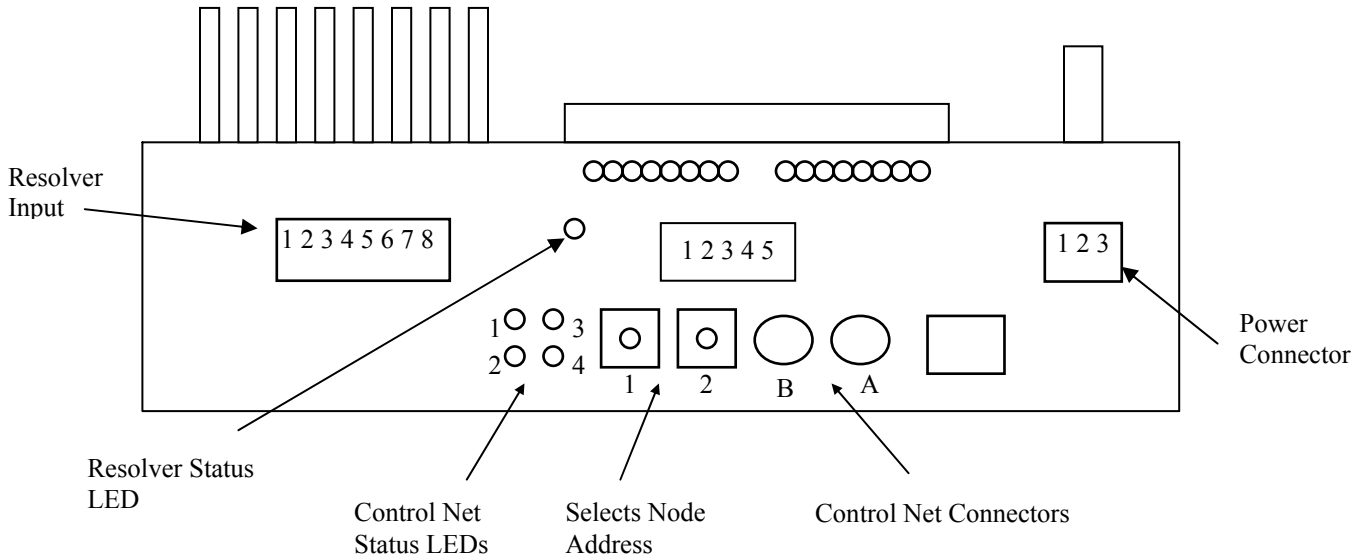 Resolver
Input
1 2 3 4 5 6 7 8
1 2 3 4 5
1 2 3
1
3
2
4
1
2
B
A
Power
Connector
Resolver Status
LED
Control Net
Status LEDs
Selects Node
Address
Control Net Connectors